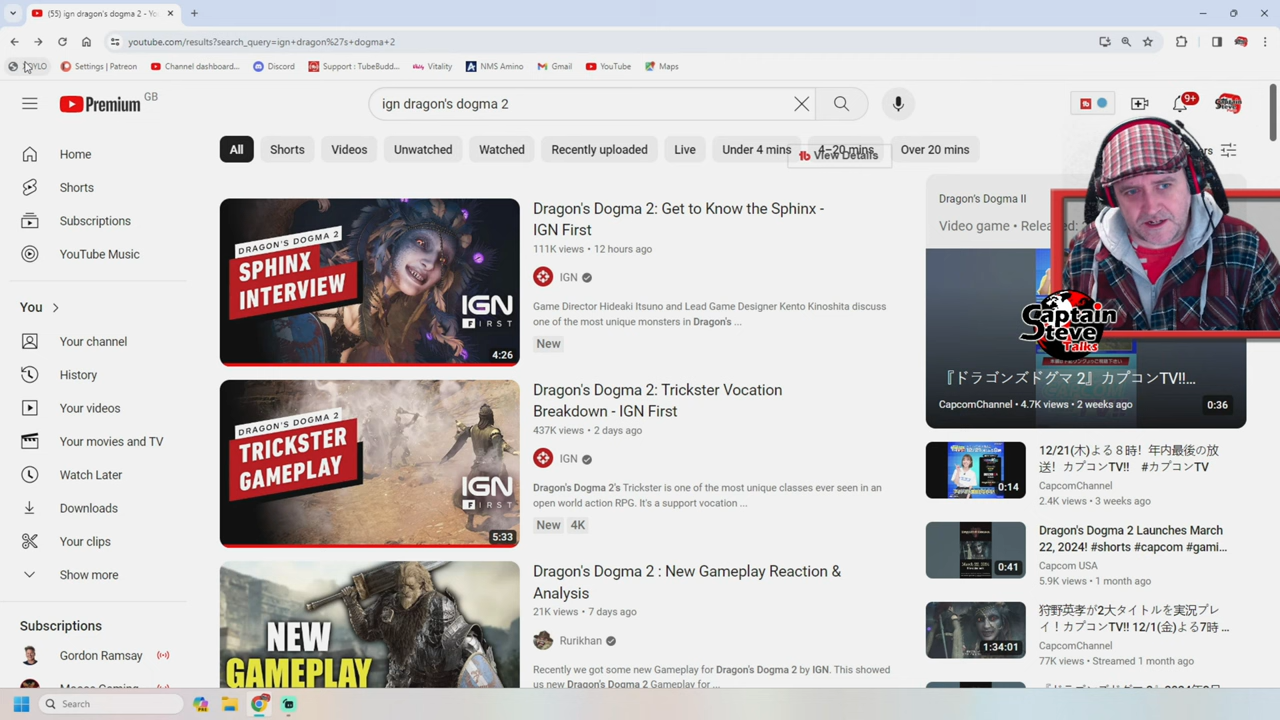 (55) ign dragon's dogma 2 - Yo
youtube.com/results?search_query=ign+dragon%27s+dogma+2
Settings | Patreon
Channel dashboard...
Discord
Support : TubeBudd...
Vitality
NMS Amino
Gmail
YouTube
Maps
Premium GB
ign dragon's dogma 2
9+
All
Shorts
Videos
Unwatched
Watched
Recently uploaded
Live
Under 4 mins
4–20 mins
Over 20 mins
View Details
Home
Shorts
Subscriptions
YouTube Music
You
Your channel
History
Your videos
Your movies and TV
Watch Later
Downloads
Your clips
Show more
Subscriptions
Gordon Ramsay
DRAGON'S DOGMA 2
SPHINX
INTERVIEW
IGN
FIRST
4:26
Dragon's Dogma 2: Get to Know the Sphinx -
IGN First
111K views • 12 hours ago
IGN
Game Director Hideaki Itsuno and Lead Game Designer Kento Kinoshita discuss
one of the most unique monsters in Dragon's ...
New
DRAGON'S DOGMA 2
TRICKSTER
GAMEPLAY
IGN
FIRST
5:33
Dragon's Dogma 2: Trickster Vocation
Breakdown - IGN First
437K views • 2 days ago
IGN
Dragon's Dogma 2's Trickster is one of the most unique classes ever seen in an
open world action RPG. It's a support vocation ...
New 4K
NEW
GAMEPLAY
Dragon's Dogma 2 : New Gameplay Reaction &
Analysis
21K views • 7 days ago
Rurikhan
Recently we got some new Gameplay for Dragon's Dogma 2 by IGN. This showed
us new Dragon's Dogma 2 Gameplay for ...
Dragon's Dogma II
Video game • Relea
Captain
Steve
Talks
『ドラゴンズドグマ 2』カプコンTV!!...
CapcomChannel • 4.7K views • 2 weeks ago
0:36
12/21(木)よる８時！年内最後の放
送！カプコンTV!! #カプコンTV
CapcomChannel
2.4K views • 3 weeks ago
0:14
Dragon's Dogma 2 Launches March
22, 2024! #shorts #capcom #gami...
Capcom USA
5.9K views • 1 month ago
0:41
狩野英孝が2大タイトルを実況プレ
イ！カプコンTV!! 12/1(金)よる7時 ...
CapcomChannel
77K views • Streamed 1 month ago
1:34:01
Search